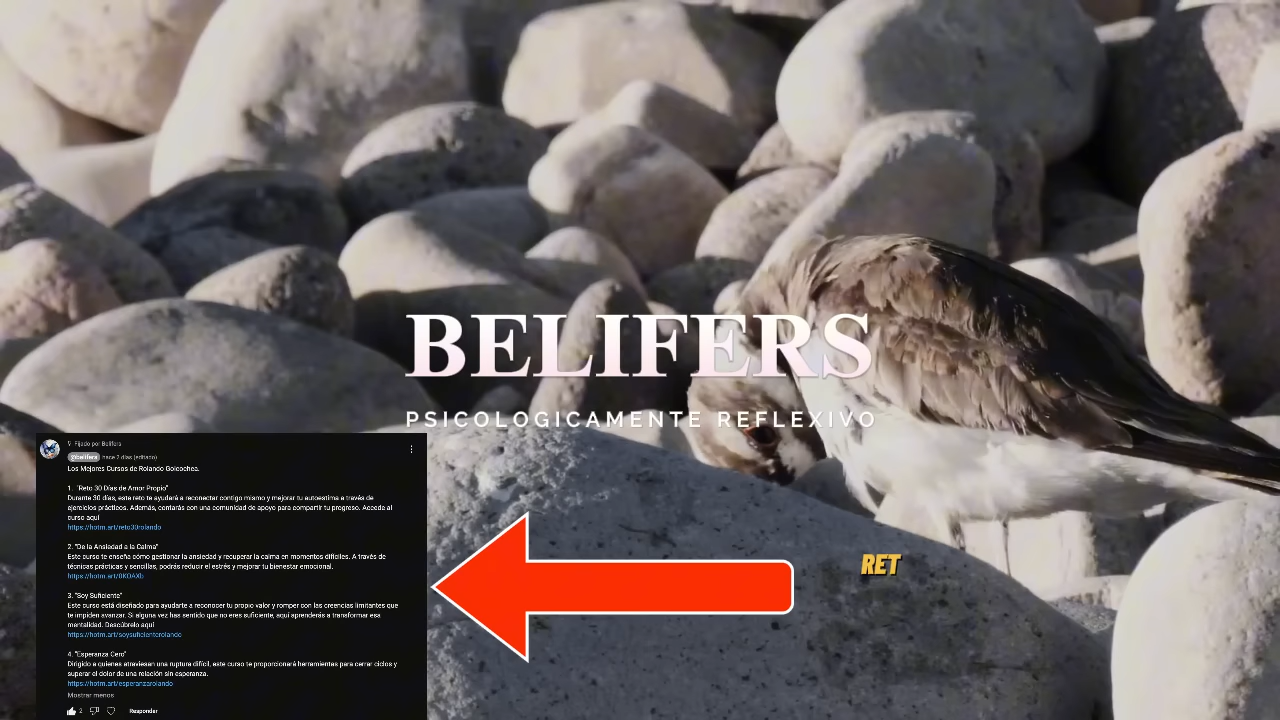 BELIFERS
PSICOLOGICAMENTE REFLEXIVO
Fijado por Belifers
@belifers hace 2 días (editado)
Los Mejores Cursos de Rolando Goicochea.
1. "Reto 30 Días de Amor Propio"
Durante 30 días, este reto te ayudará a reconectar contigo mismo y mejorar tu autoestima a través de
ejercicios prácticos. Además, contarás con una comunidad de apoyo para compartir tu progreso. Accede al
curso aquí
https://hotm.art/reto30rolando
2. "De la Ansiedad a la Calma"
Este curso te enseña cómo gestionar la ansiedad y recuperar la calma en momentos difíciles. A través de
técnicas prácticas y sencillas, podrás reducir el estrés y mejorar tu bienestar emocional.
https://hotm.art/0KOAXb
3. "Soy Suficiente"
Este curso está diseñado para ayudarte a reconocer tu propio valor y romper con las creencias limitantes que
te impiden avanzar. Si alguna vez has sentido que no eres suficiente, aquí aprenderás a transformar esa
mentalidad. Descúbrelo aquí
https://hotm.art/soysuficienterolando
4. "Esperanza Cero"
Dirigido a quienes atraviesan una ruptura difícil, este curso te proporcionará herramientas para cerrar ciclos y
superar el dolor de una relación sin esperanza.
https://hotm.art/esperanzarolando
Mostrar menos
2 Responder
RET